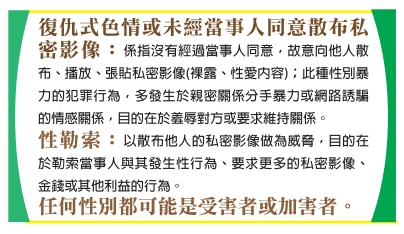 復仇式色情或未經當事人同意散布私
密影像：係指沒有經過當事人同意，故意向他人散
布、播放、張貼私密影像(裸露、性愛內容)；此種性別暴
力的犯罪行為，多發生於親密關係分手暴力或網路誘騙
的情感關係，目的在於羞辱對方或要求維持關係。
性勒索：以散布他人的私密影像做為威脅，目的在
於勒索當事人與其發生性行為、要求更多的私密影像、
金錢或其他利益的行為。
任何性別都可能是受害者或加害者。